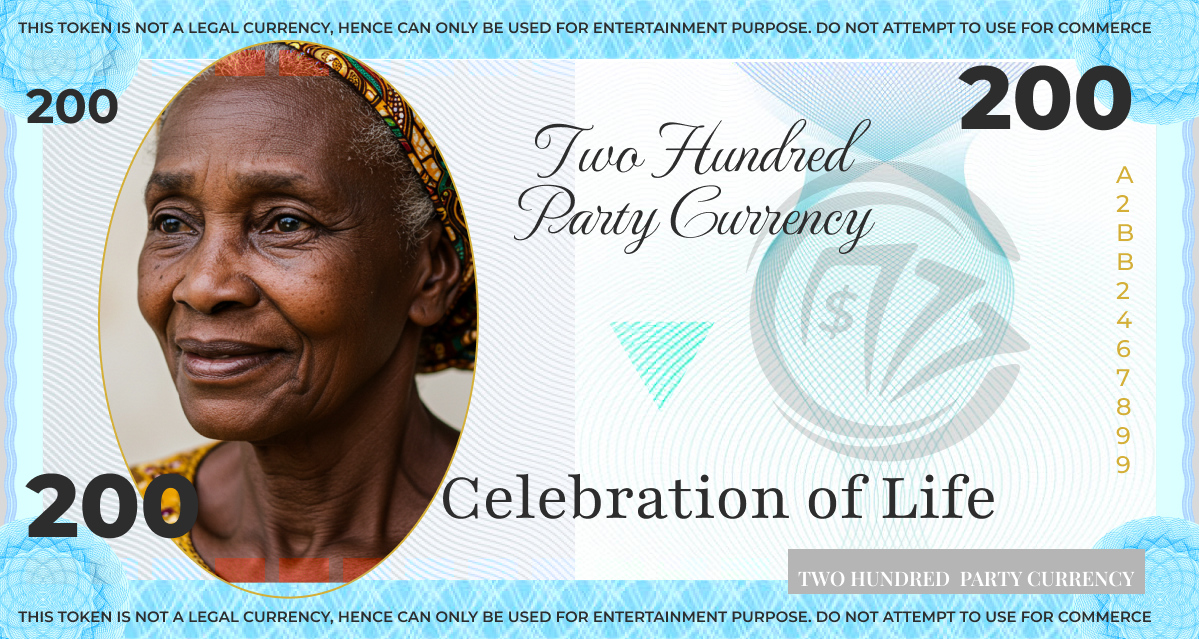 THIS TOKEN IS NOT A LEGAL CURRENCY, HENCE CAN ONLY BE USED FOR ENTERTAINMENT PURPOSE. DO NOT ATTEMPT TO USE FOR COMMERCE
200
200
Two Hundred
Party Currency
$
A
2
B
B
2
4
6
7
8
9
9
200
Celebration of Life
TWO HUNDRED PARTY CURRENCY
THIS TOKEN IS NOT A LEGAL CURRENCY, HENCE CAN ONLY BE USED FOR ENTERTAINMENT PURPOSE. DO NOT ATTEMPT TO USE FOR COMMERCE